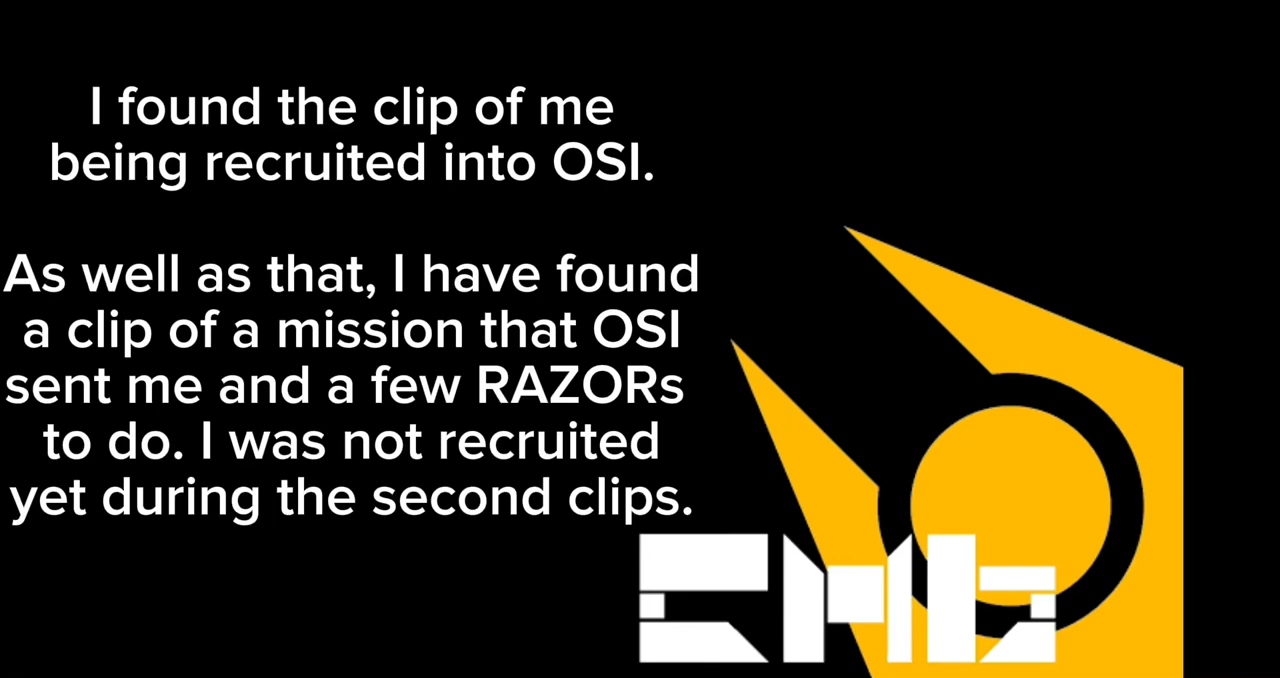 I found the clip of me
being recruited into OSI.
As well as that, I have found
a clip of a mission that OSI
sent me and a few RAZORs
to do. I was not recruited
yet during the second clips.